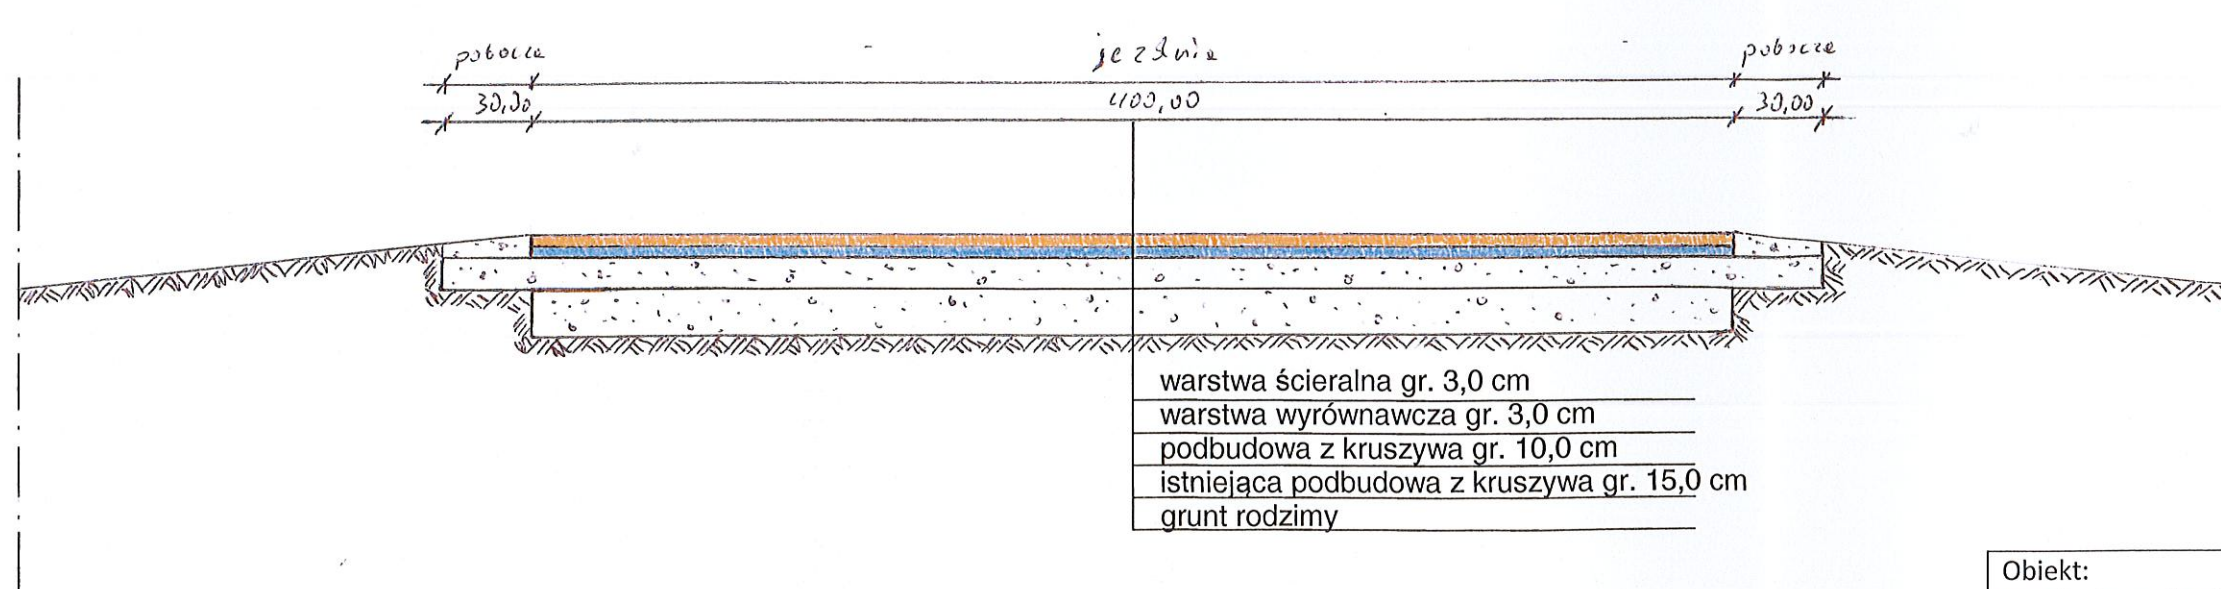 pobocze jezdnia pobocze
30,00 400,00 30,00
warstwa ścieralna gr. 3,0 cm
warstwa wyrównawcza gr. 3,0 cm
podbudowa z kruszywa gr. 10,0 cm
istniejąca podbudowa z kruszywa gr. 15,0 cm
grunt rodzimy
Obiekt: